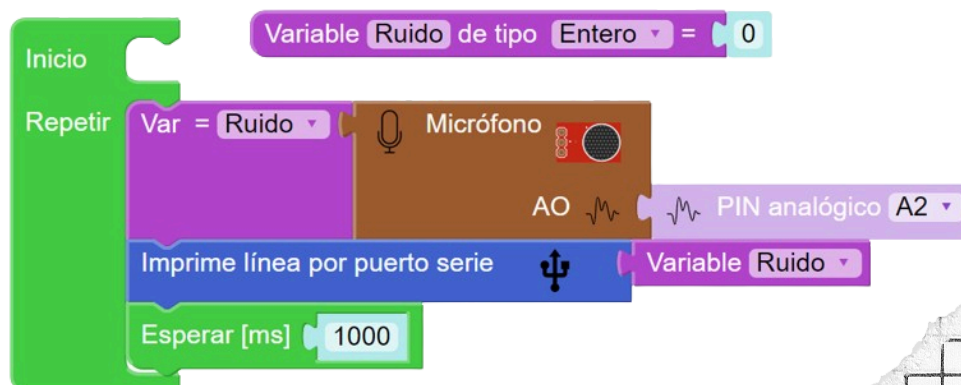 Variable Ruido de tipo Entero = 0
Inicio
Repetir Var = Ruido Micrófono
AO PIN analógico A2
Imprime línea por puerto serie Variable Ruido
Esperar [ms] 1000